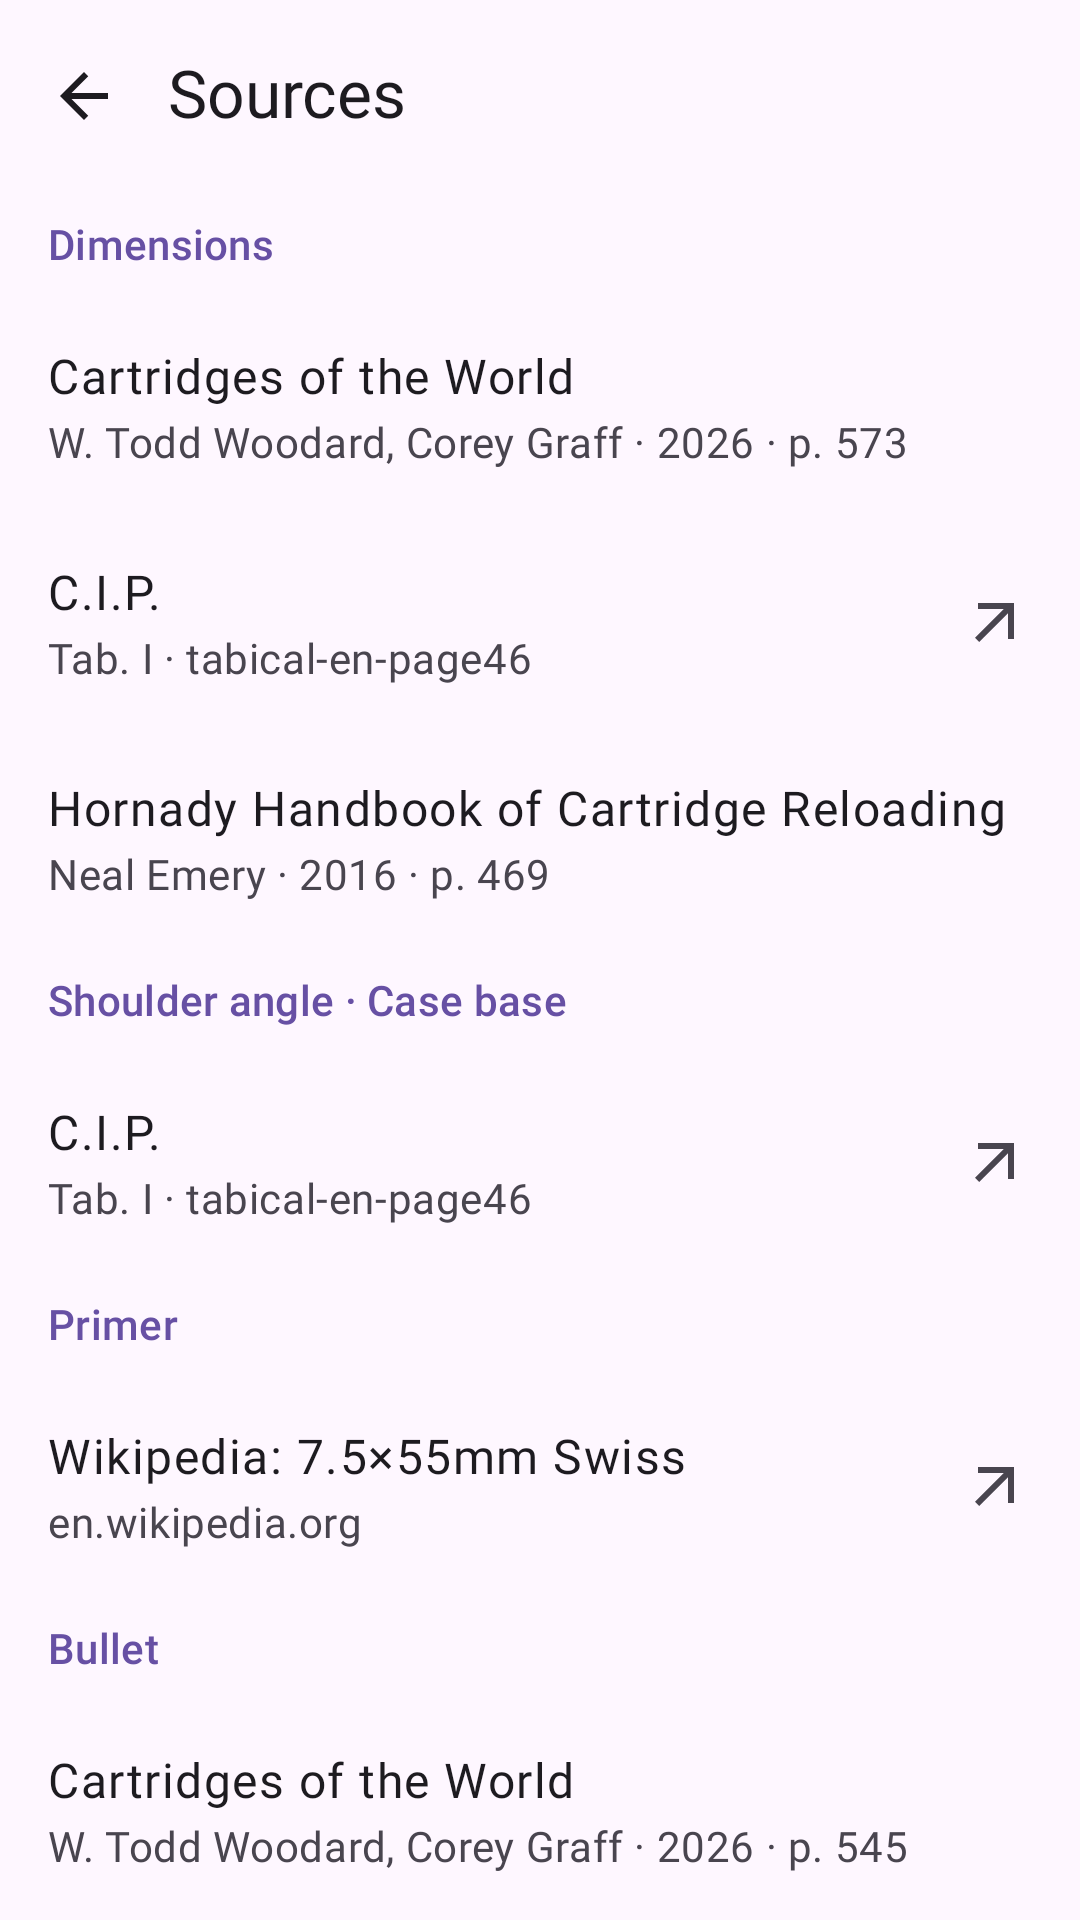 Sources
Dimensions
Cartridges of the World
W. Todd Woodard, Corey Graff · 2026 · p. 573
C.I.P.
Tab. I · tabical-en-page46
Hornady Handbook of Cartridge Reloading
Neal Emery · 2016 · p. 469
Shoulder angle · Case base
C.I.P.
Tab. I · tabical-en-page46
Primer
Wikipedia: 7.5×55mm Swiss
en.wikipedia.org
Bullet
Cartridges of the World
W. Todd Woodard, Corey Graff · 2026 · p. 545